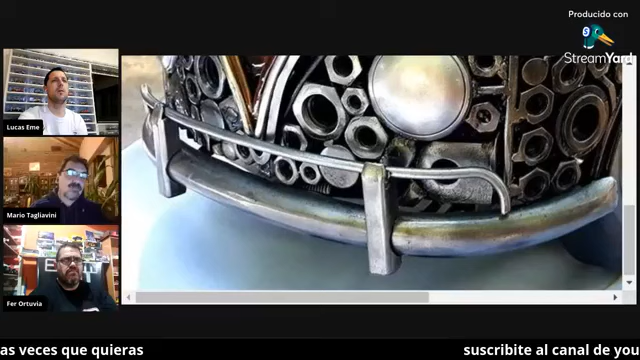 Producido con
StreamYard
Lucas Eme
Mario Tagliavini
Fer Ortuvia
as veces que quieras
suscribite al canal de you